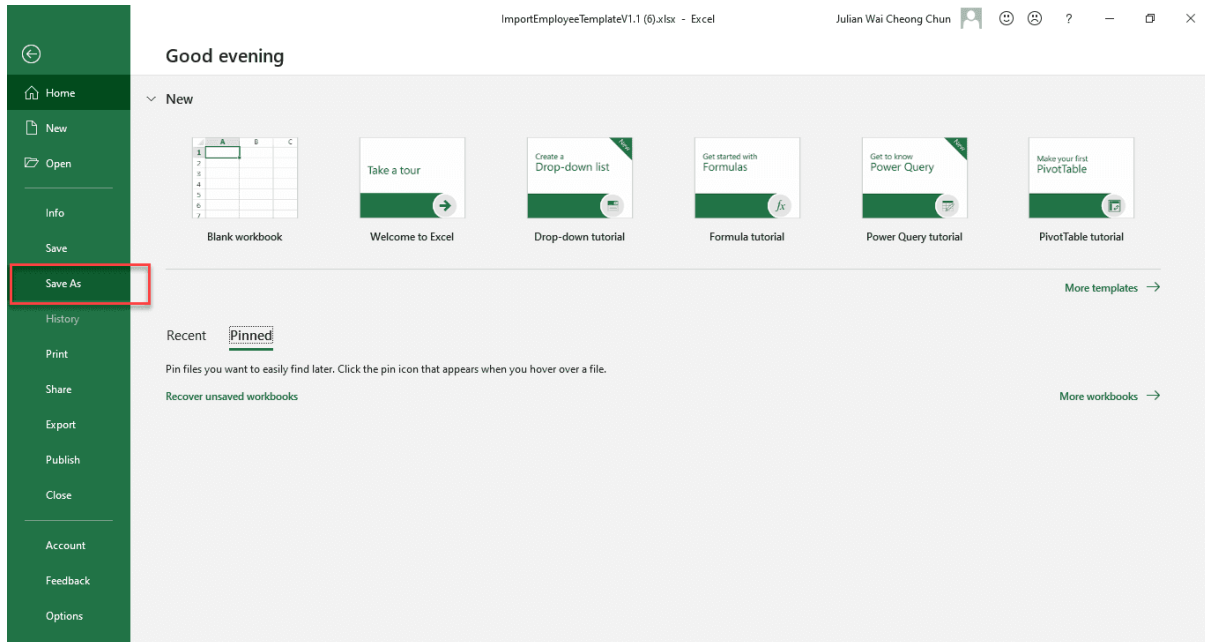 ImportEmployeeTemplateV1.1 (6).xlsx - Excel
Julian Wai Cheong Chun
?
Good evening
Home
New
Open
Info
Save
Save As
History
Print
Share
Export
Publish
Close
Account
Feedback
Options
New
A B C
1
2
3
4
5
6
7
Blank workbook
Take a tour
Welcome to Excel
Create a
Drop-down list
New
Drop-down tutorial
Get started with
Formulas
fx
Formula tutorial
Get to know
Power Query
New
Power Query tutorial
Make your first
PivotTable
PivotTable tutorial
More templates
Recent Pinned
Pin files you want to easily find later. Click the pin icon that appears when you hover over a file.
Recover unsaved workbooks
More workbooks